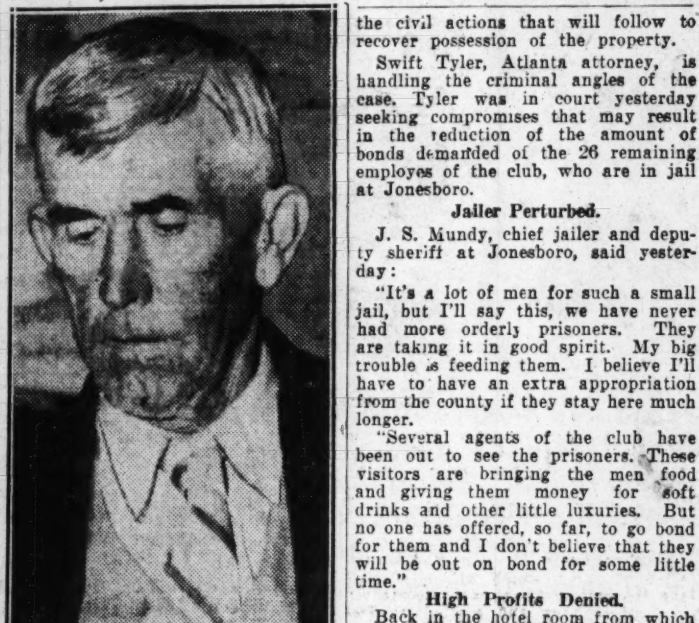 the civil actions that will follow to
recover possession of the property.
Swift Tyler, Atlanta attorney, is
handling the criminal angles of the
case. Tyler was in court yesterday
seeking compromises that may result
in the reduction of the amount of
bonds demanded of the 26 remaining
employes of the club, who are in jail
at Jonesboro.
Jailer Perturbed.
J. S. Mundy, chief jailer and depu-
ty sheriff at Jonesboro, said yester-
day:
"It's a lot of men for such a small
jail, but I'll say this, we have never
had more orderly prisoners. They
are taking it in good spirit. My big
trouble is feeding them. I believe I'll
have to have an extra appropriation
from the county if they stay here much
longer.
"Several agents of the club have
been out to see the prisoners. These
visitors are bringing the men food
and giving them money for soft
drinks and other little luxuries. But
no one has offered, so far, to go bond
for them and I don't believe that they
will be out on bond for some little
time."
High Profits Denied.
Back in the hotel room from which